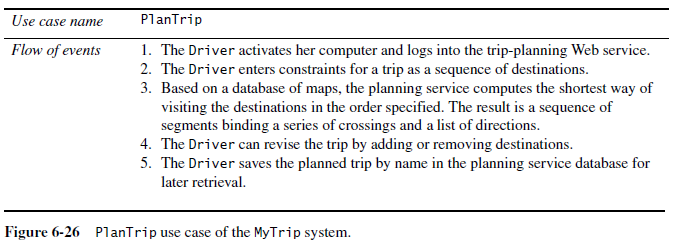 Use case name PlanTrip
Flow of events 1. The Driver activates her computer and logs into the trip-planning Web service.
2. The Driver enters constraints for a trip as a sequence of destinations.
3. Based on a database of maps, the planning service computes the shortest way of
visiting the destinations in the order specified. The result is a sequence of
segments binding a series of crossings and a list of directions.
4. The Driver can revise the trip by adding or removing destinations.
5. The Driver saves the planned trip by name in the planning service database for
later retrieval.
Figure 6-26 PlanTrip use case of the MyTrip system.